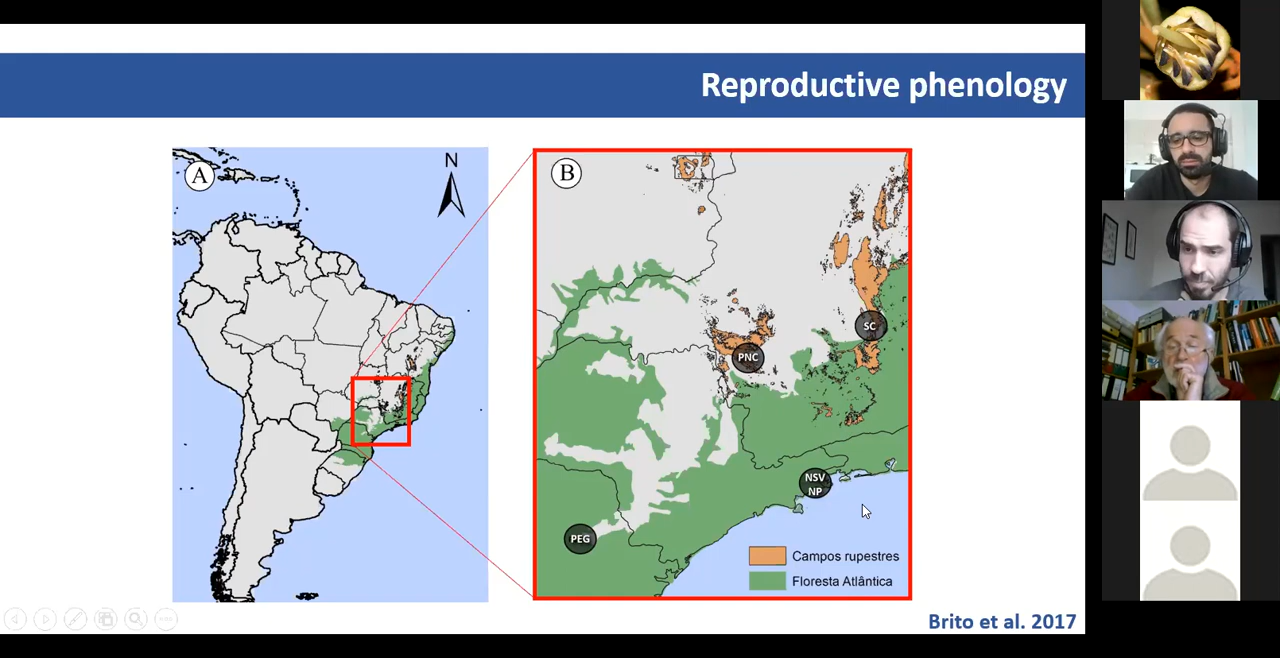 Reproductive phenology
A
N
B
SC
PNC
NSV
NP
PEG
Campos rupestres
Floresta Atlântica
Brito et al. 2017